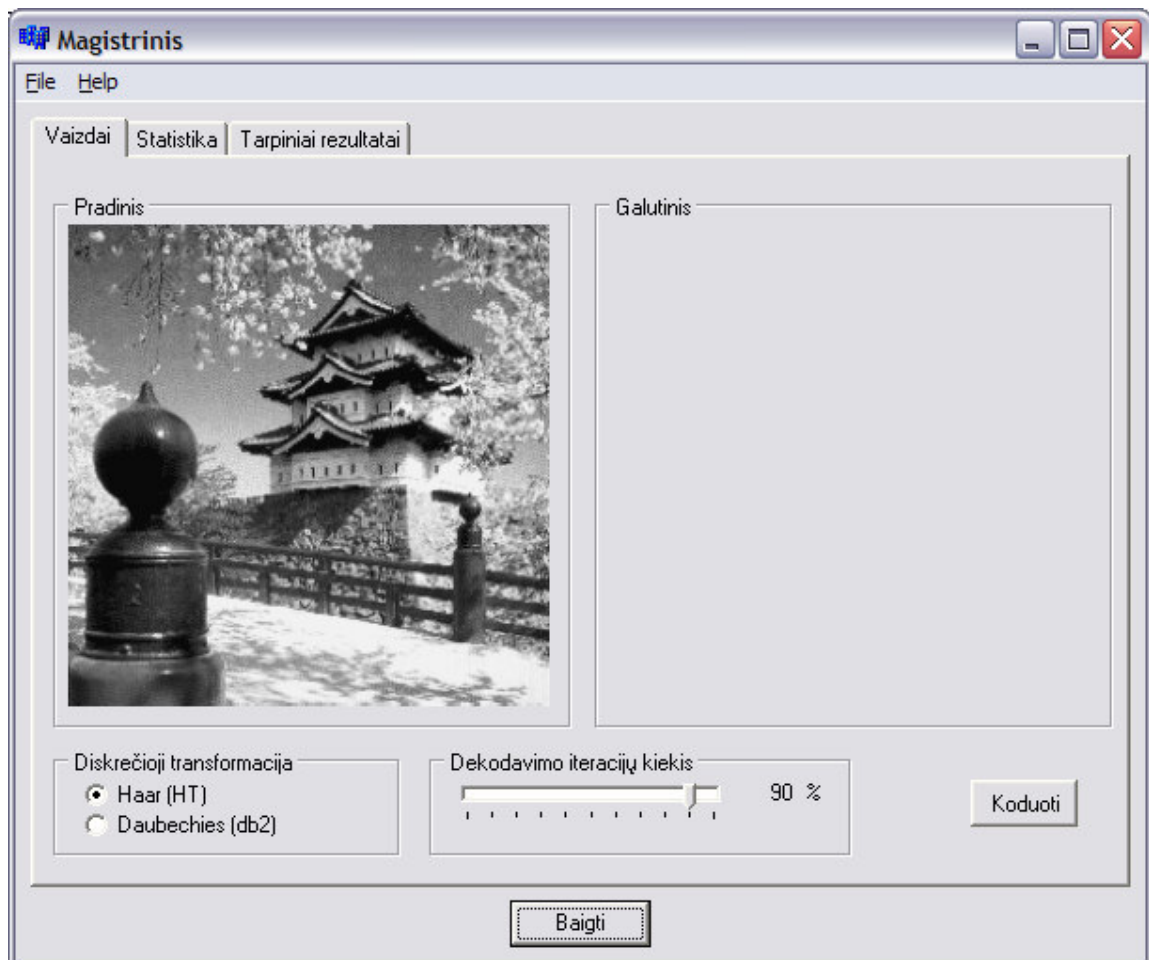 Magistrinis
File Help
Vaizdai Statistika Tarpiniai rezultatai
Pradinis Galutinis
Diskrečioji transformacija Dekodavimo iteracijų kiekis
Haar (HT) 90 %
Daubechies (db2) Koduoti
Baigti